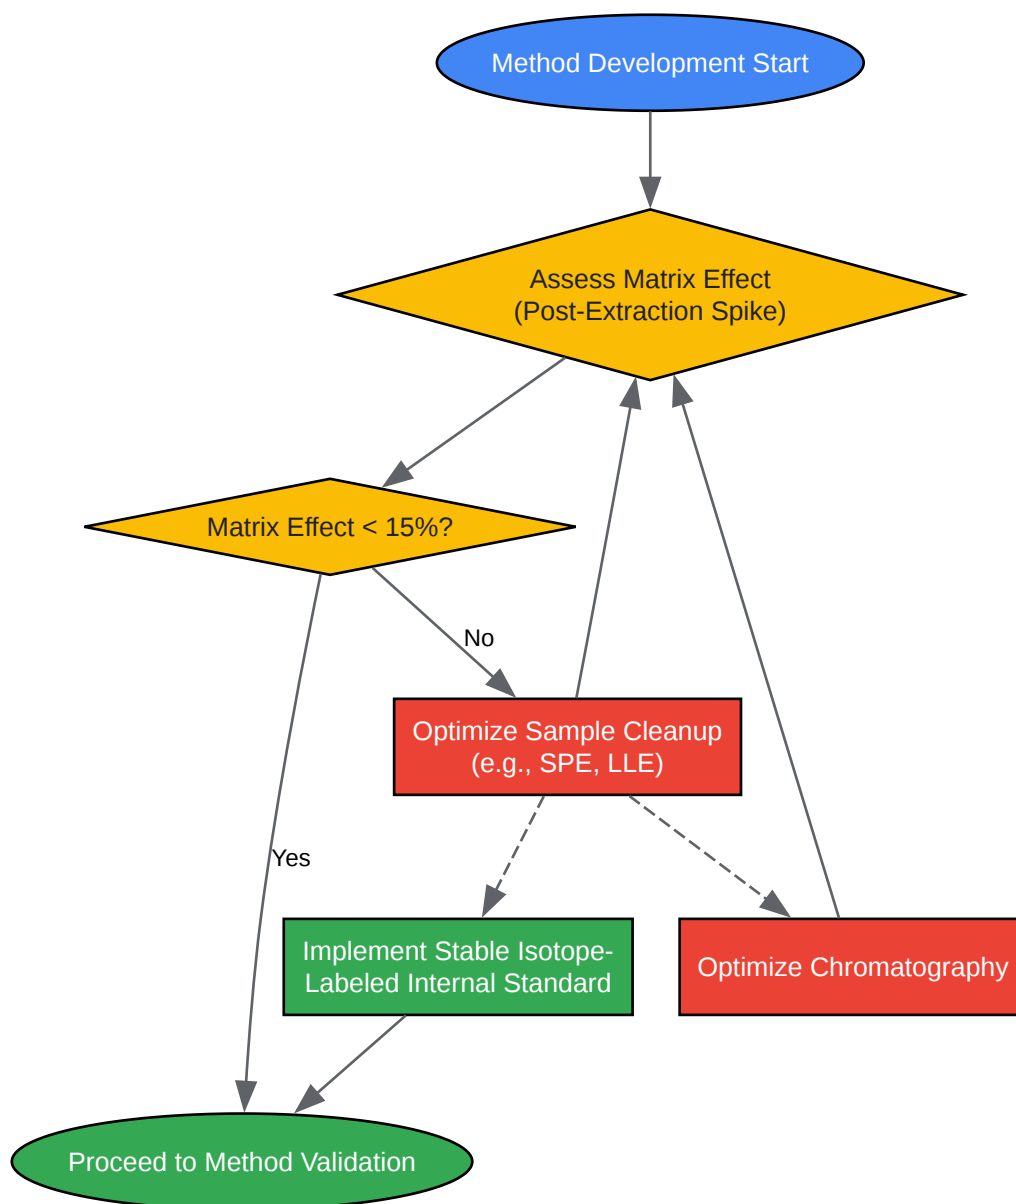 Method Development Start
Assess Matrix Effect
(Post-Extraction Spike)
Matrix Effect < 15%?
No
Optimize Sample Cleanup
(e.g., SPE, LLE)
Yes
Implement Stable Isotope-
Labeled Internal Standard
Optimize Chromatography
Proceed to Method Validation